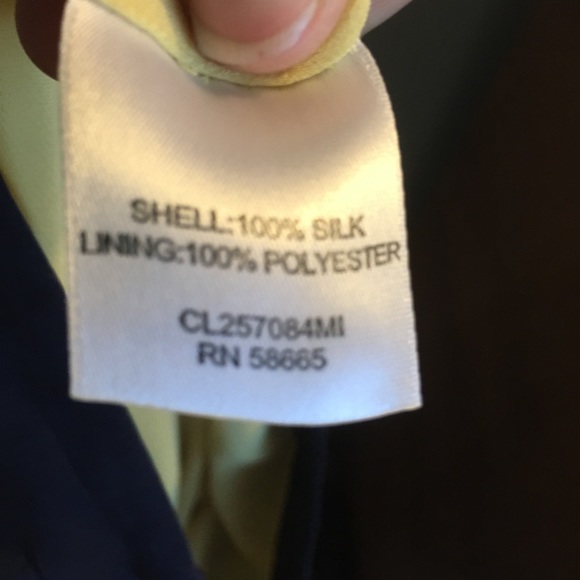 SHELL:100% SILK
LINING:100% POLYESTER
CL257084MI
RN 58665